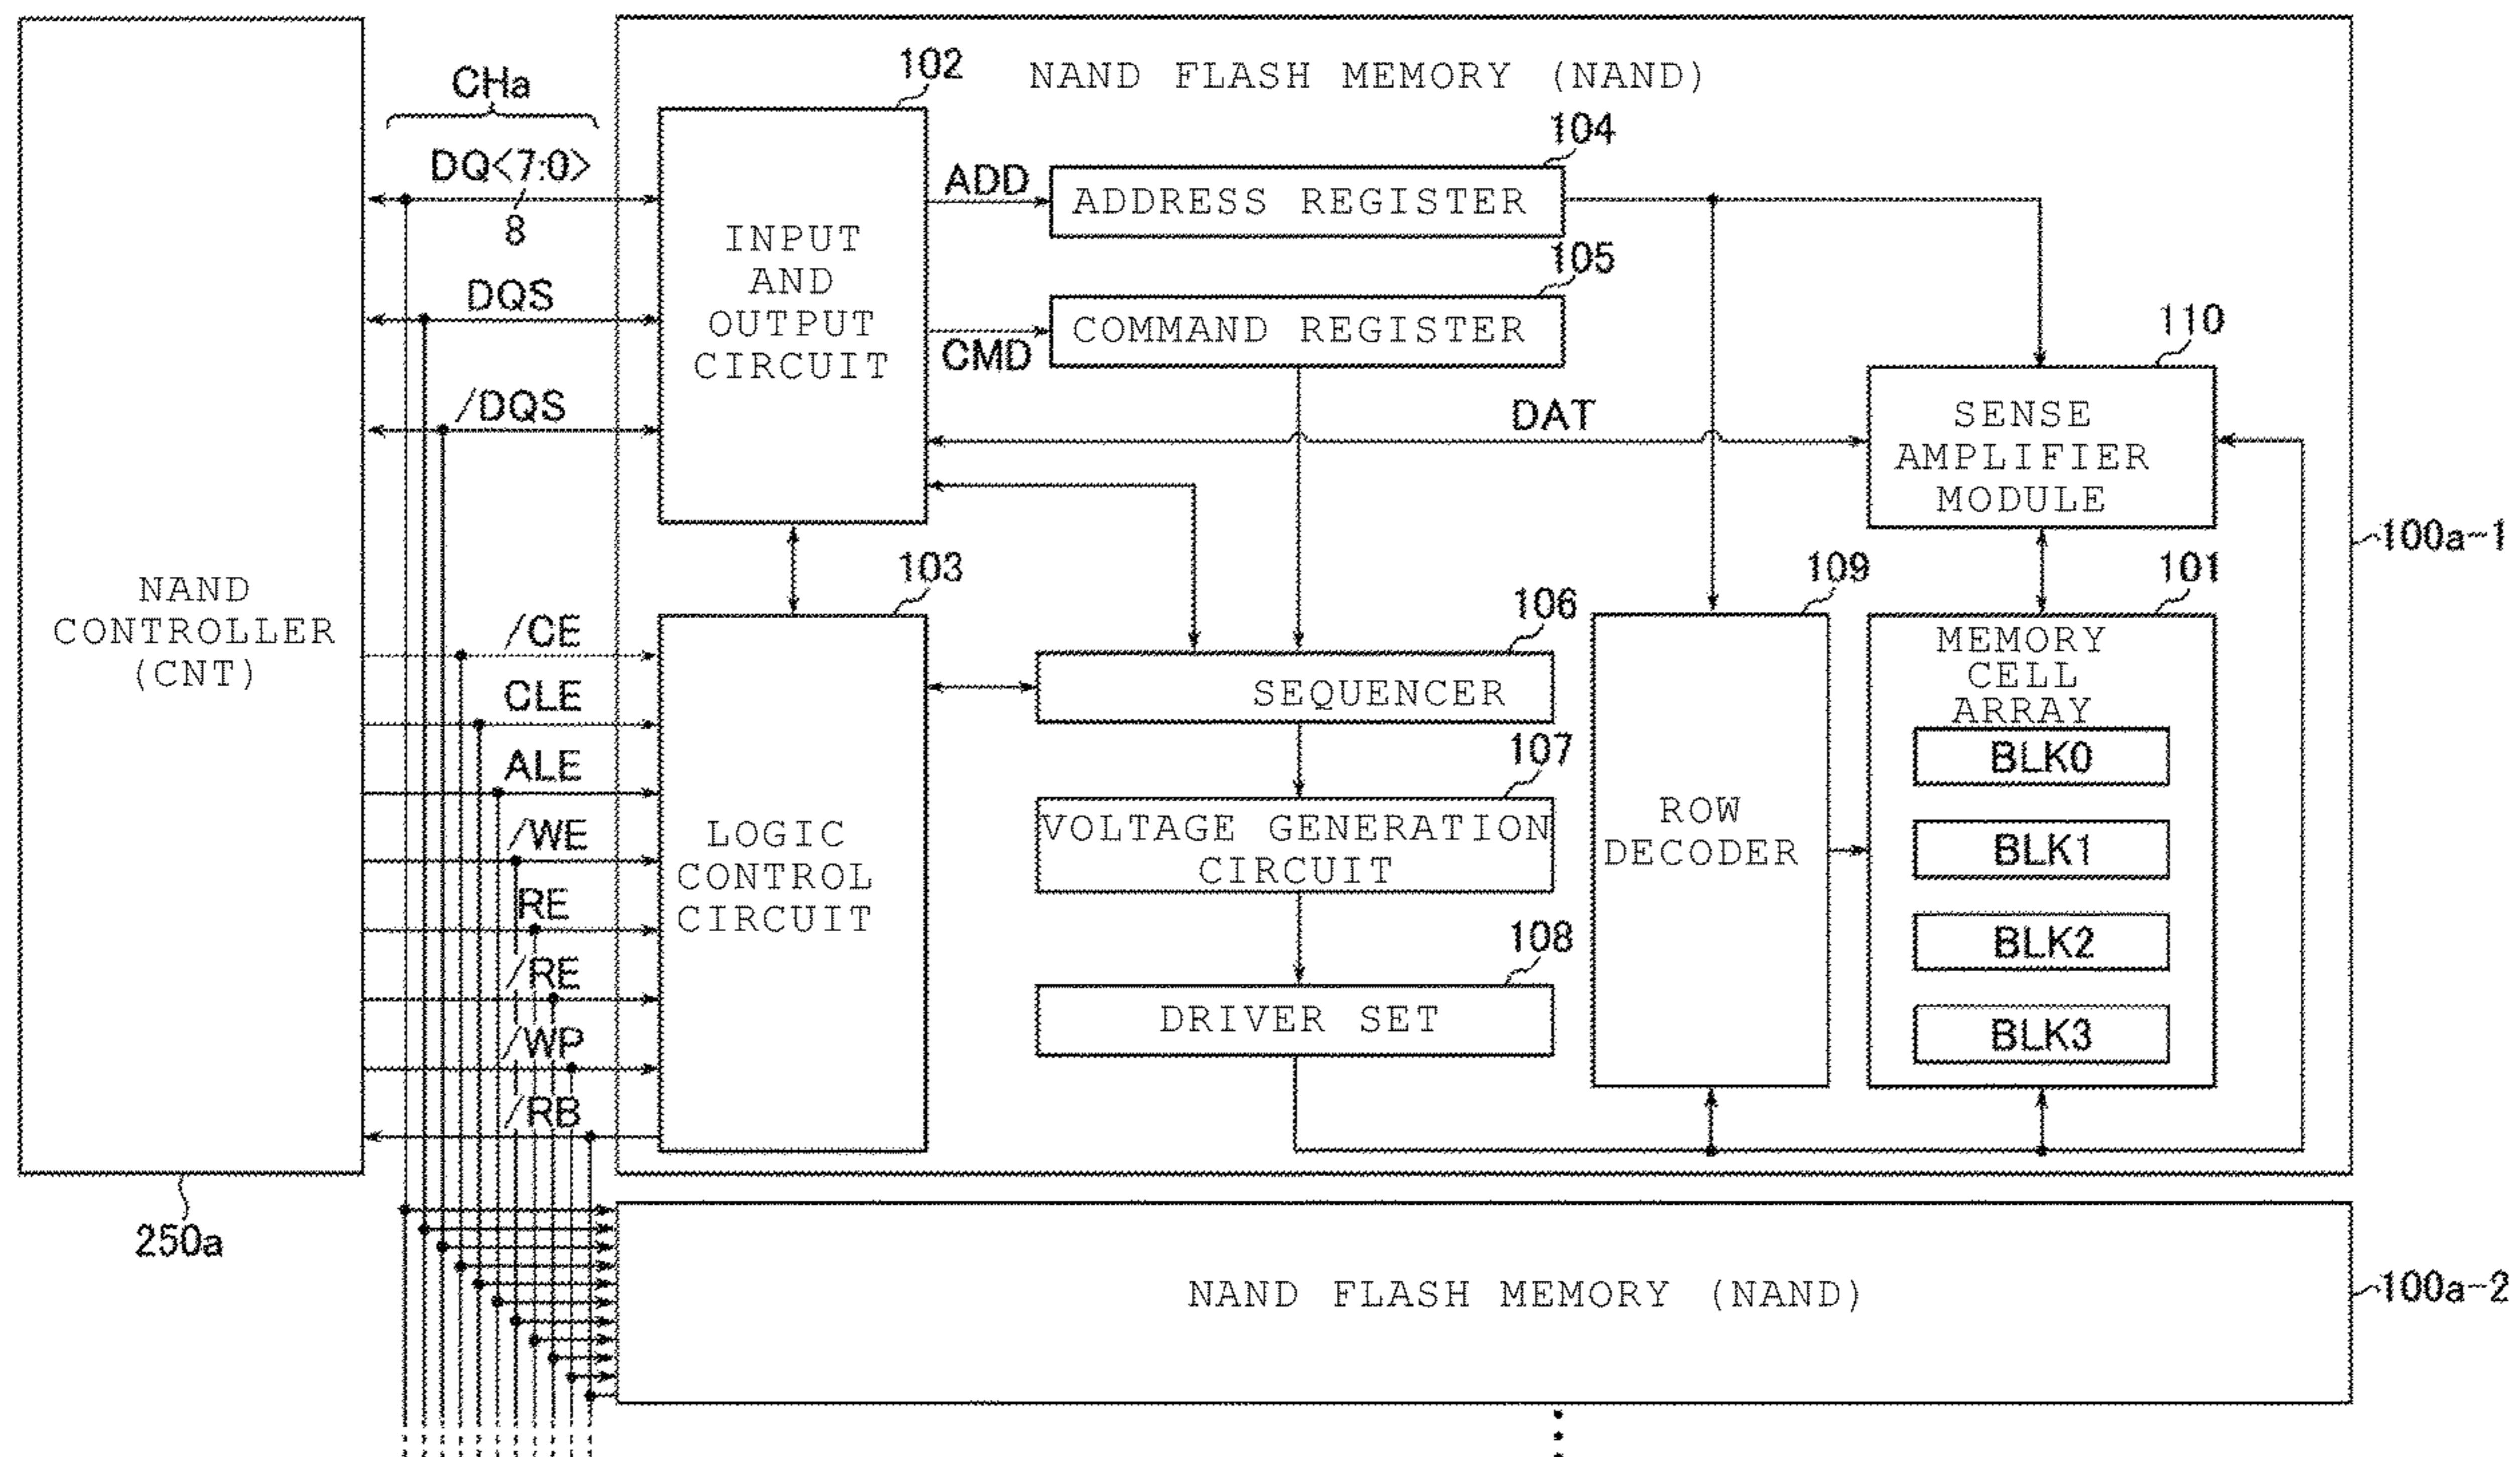 CHa
DQ<7:0>
8
DQS
/DQS
/CE
CLE
ALE
/WE
RE
/RE
/WP
/RB
NAND
CONTROLLER
(CNT)
250a
NAND FLASH MEMORY (NAND)
100a-1
102
INPUT
AND
OUTPUT
CIRCUIT
103
LOGIC
CONTROL
CIRCUIT
ADD
104
ADDRESS REGISTER
105
COMMAND REGISTER
CMD
DAT
110
SENSE
AMPLIFIER
MODULE
106
SEQUENCER
107
VOLTAGE GENERATION
CIRCUIT
108
DRIVER SET
109
ROW
DECODER
101
MEMORY
CELL
ARRAY
BLK0
BLK1
BLK2
BLK3
NAND FLASH MEMORY (NAND)
100a-2